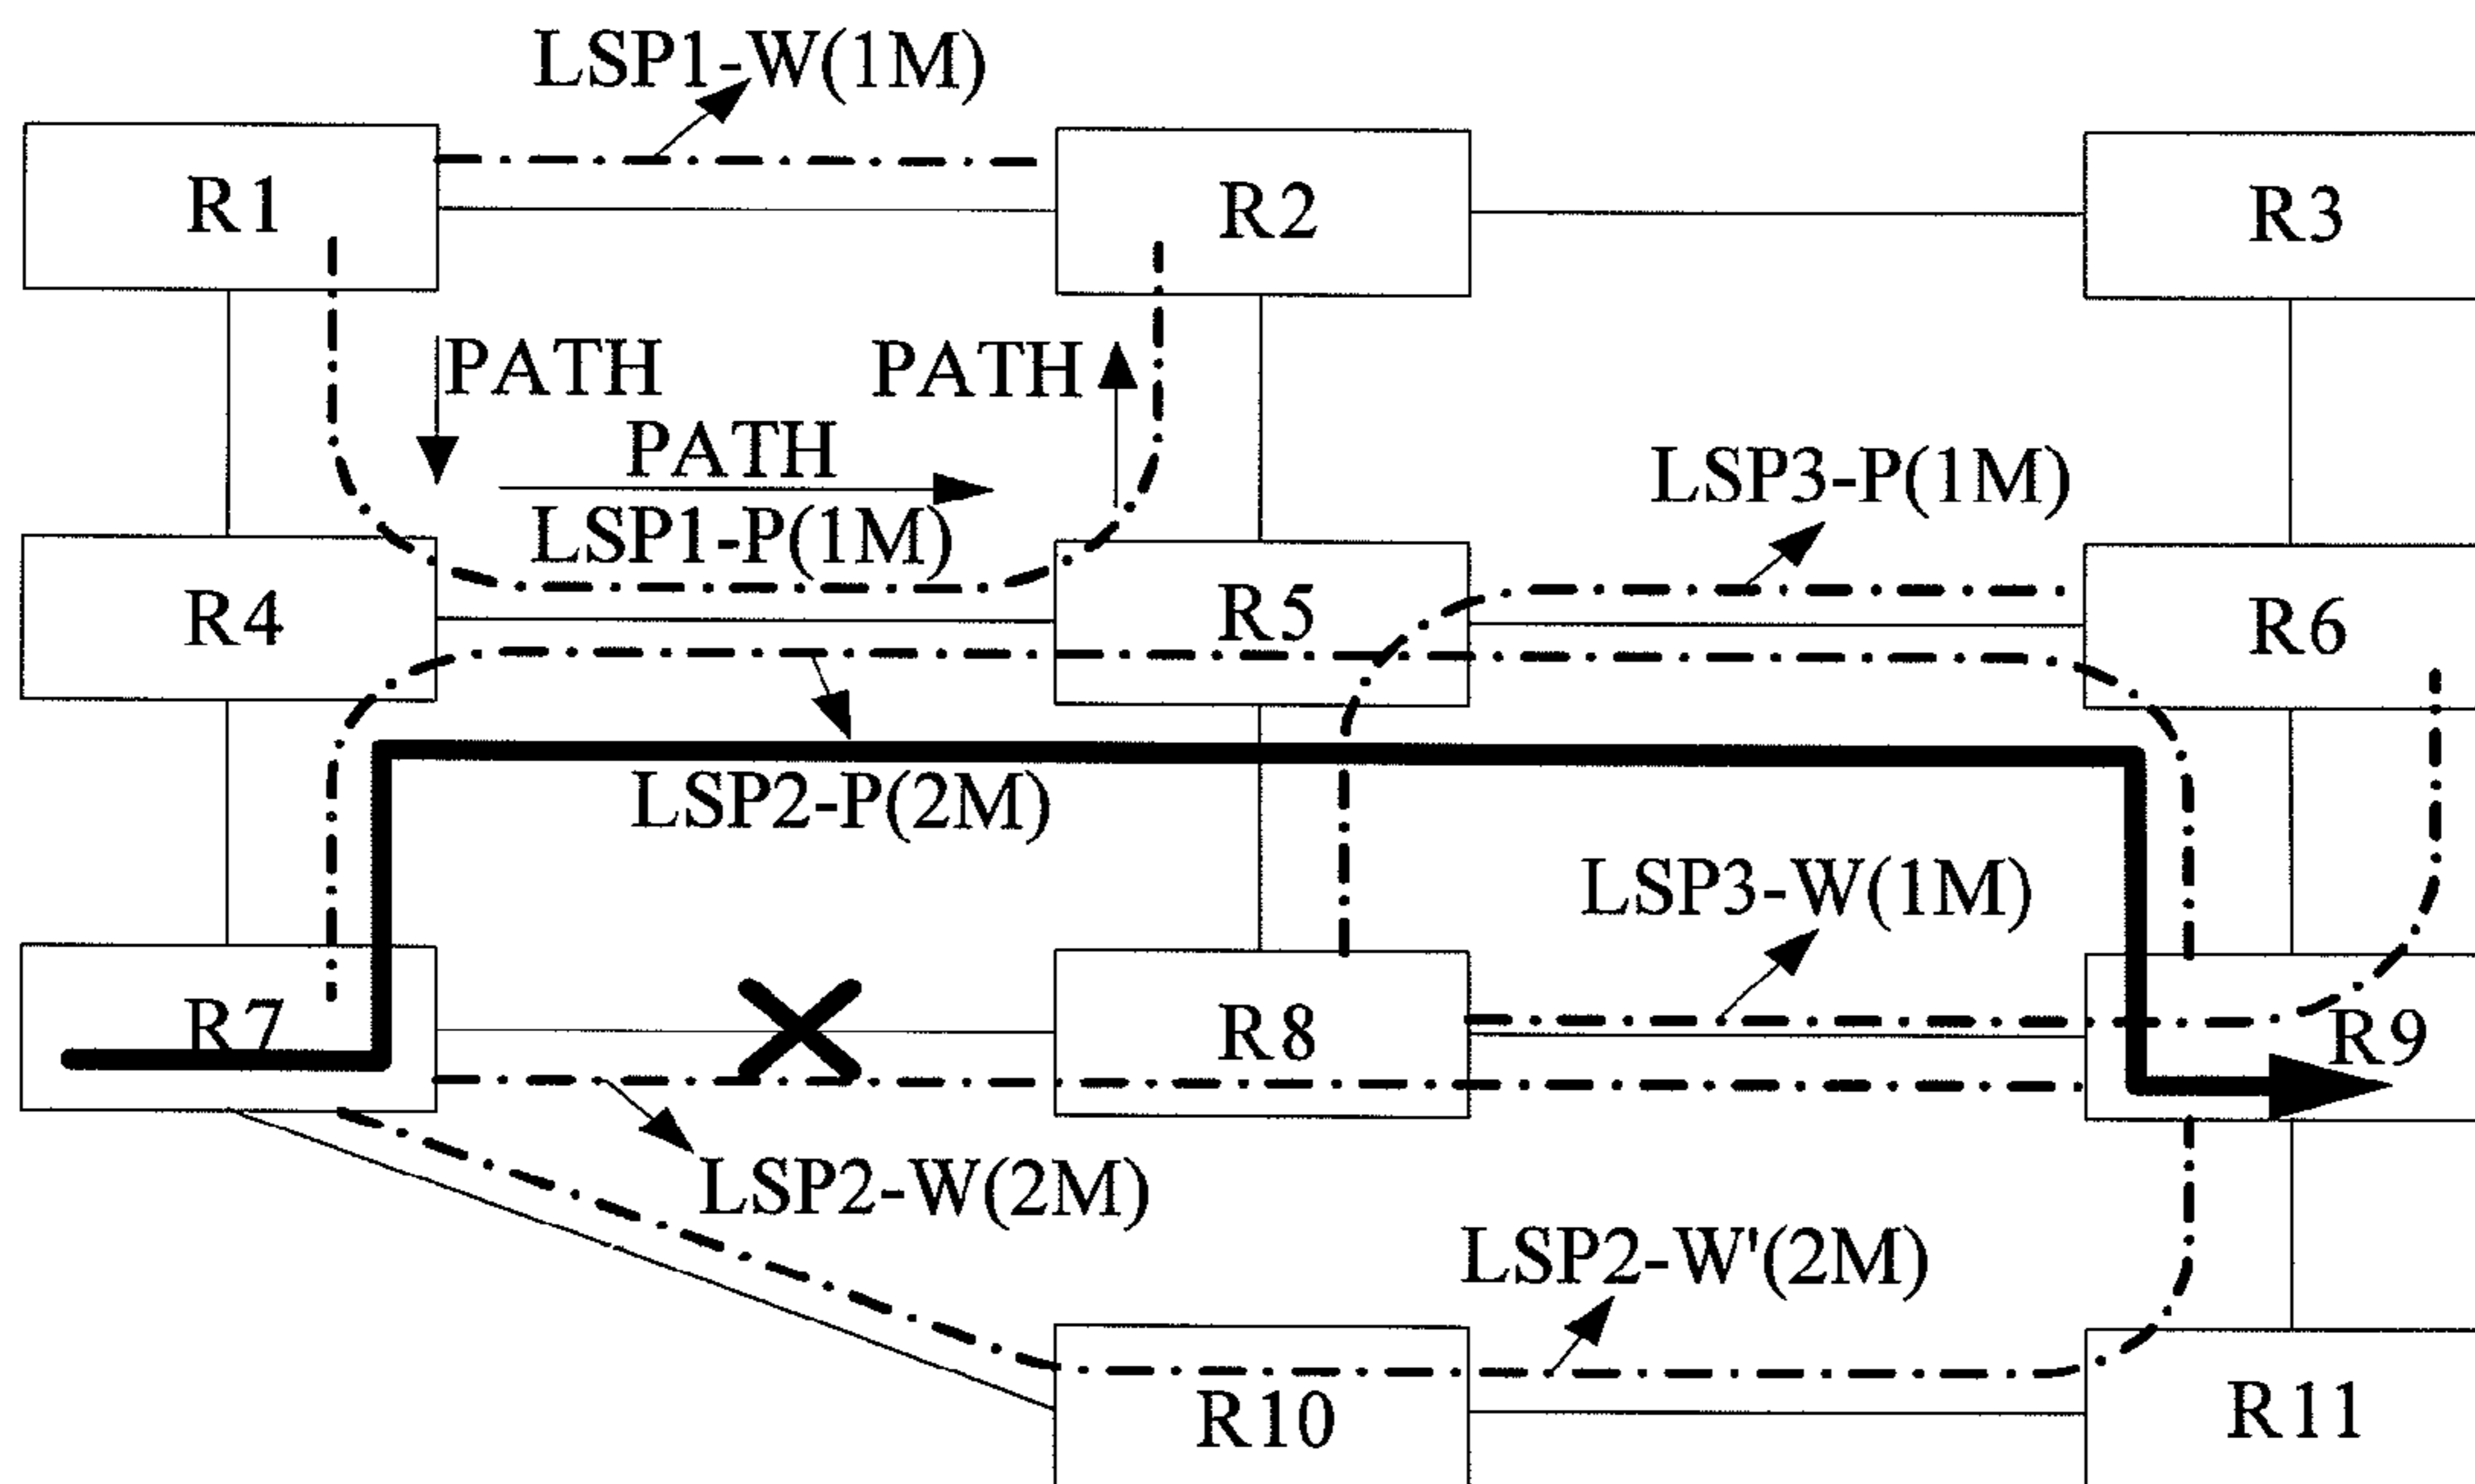 LSP1-W(1M)
R1
R2
R3
PATH
PATH
PATH
LSP1-P(1M)
LSP3-P(1M)
R4
R5
R6
LSP2-P(2M)
LSP3-W(1M)
R7
R8
R9
LSP2-W(2M)
LSP2-W'(2M)
R10
R11